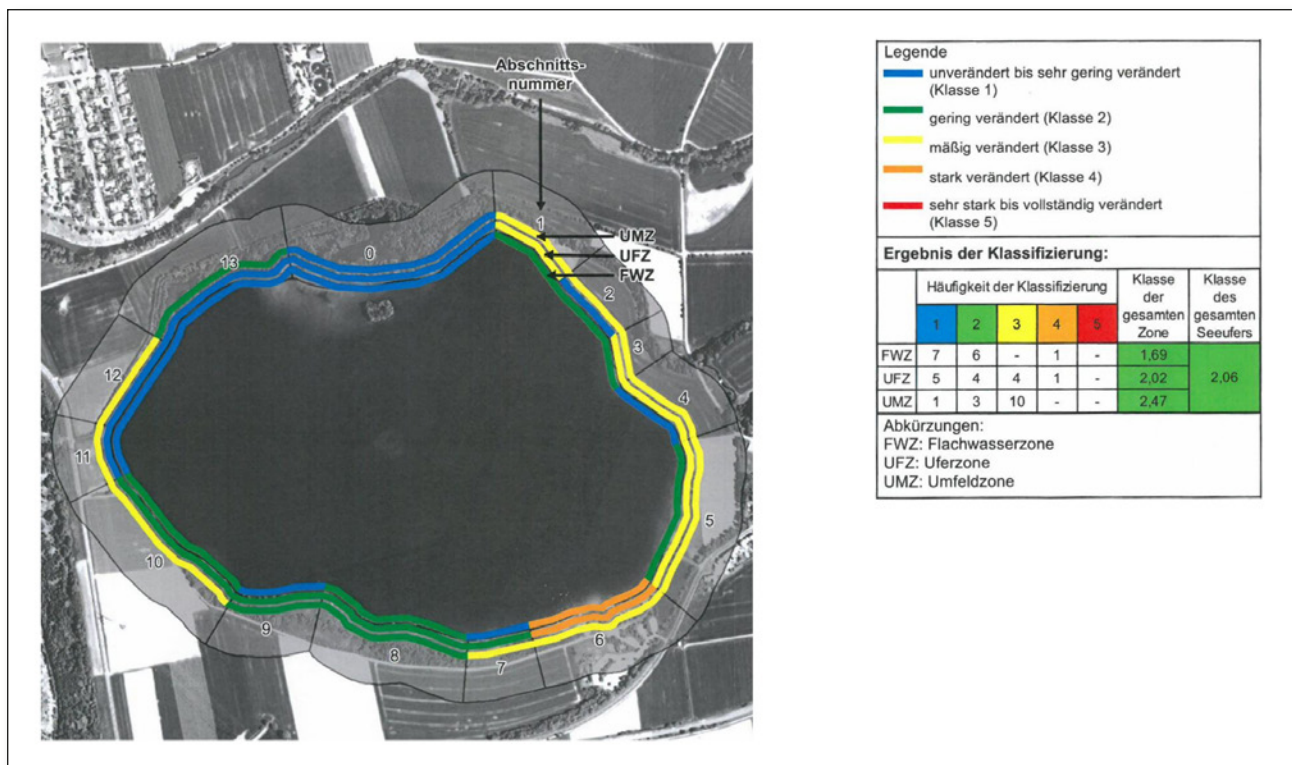 Abschnitts-
nummer
1
UMZ
UFZ
FWZ
0
13
2
3
12
4
11
5
10
9
8
7
6
Legende
unverändert bis sehr gering verändert
(Klasse 1)
gering verändert (Klasse 2)
mäßig verändert (Klasse 3)
stark verändert (Klasse 4)
sehr stark bis vollständig verändert
(Klasse 5)
Ergebnis der Klassifizierung:
Häufigkeit der Klassifizierung
Klasse
der
gesamten
Zone
Klasse
des
gesamten
Seeufers
1 2 3 4 5
FWZ 7 6 - 1 - 1,69
UFZ 5 4 4 1 - 2,02 2,06
UMZ 1 3 10 - - 2,47
Abkürzungen:
FWZ: Flachwasserzone
UFZ: Uferzone
UMZ: Umfeldzone